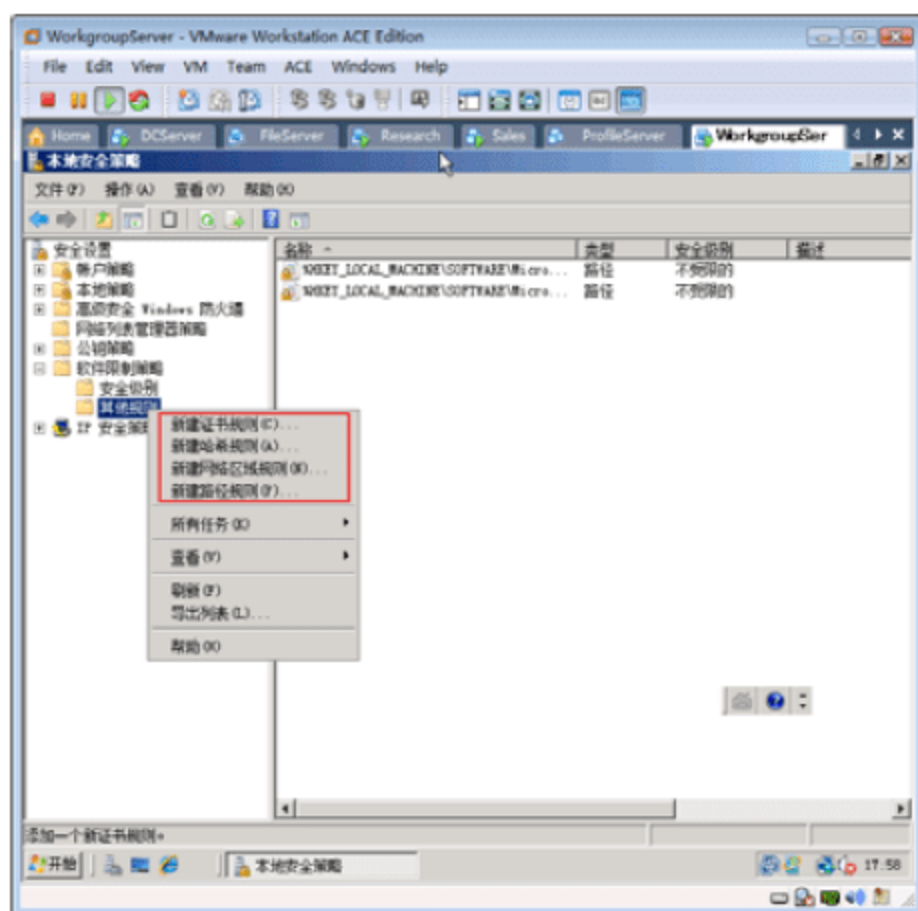 WorkgroupServer - VMware Workstation ACE Edition
File Edit View VM Team ACE Windows Help
Home DCServer FileServer Research Sales ProfileServer WorkgroupSer
本地安全策略
文件(F) 操作(A) 查看(V) 帮助(H)
安全设置
帐户策略
本地策略
高级安全 Windows 防火墙
网络列表管理器策略
公钥策略
软件限制策略
安全级别
其他规则
IP 安全策
名称 类型 安全级别 描述
%HKEY_LOCAL_MACHINE\SOFTWARE\Micro... 路径 不受限的
%HKEY_LOCAL_MACHINE\SOFTWARE\Micro... 路径 不受限的
新建证书规则(C)...
新建哈希规则(A)...
新建网络区域规则(N)...
新建路径规则(P)...
所有任务(K)
查看(V)
刷新(F)
导出列表(L)...
帮助(H)
添加一个新证书规则。
开始 本地安全策略 17:58